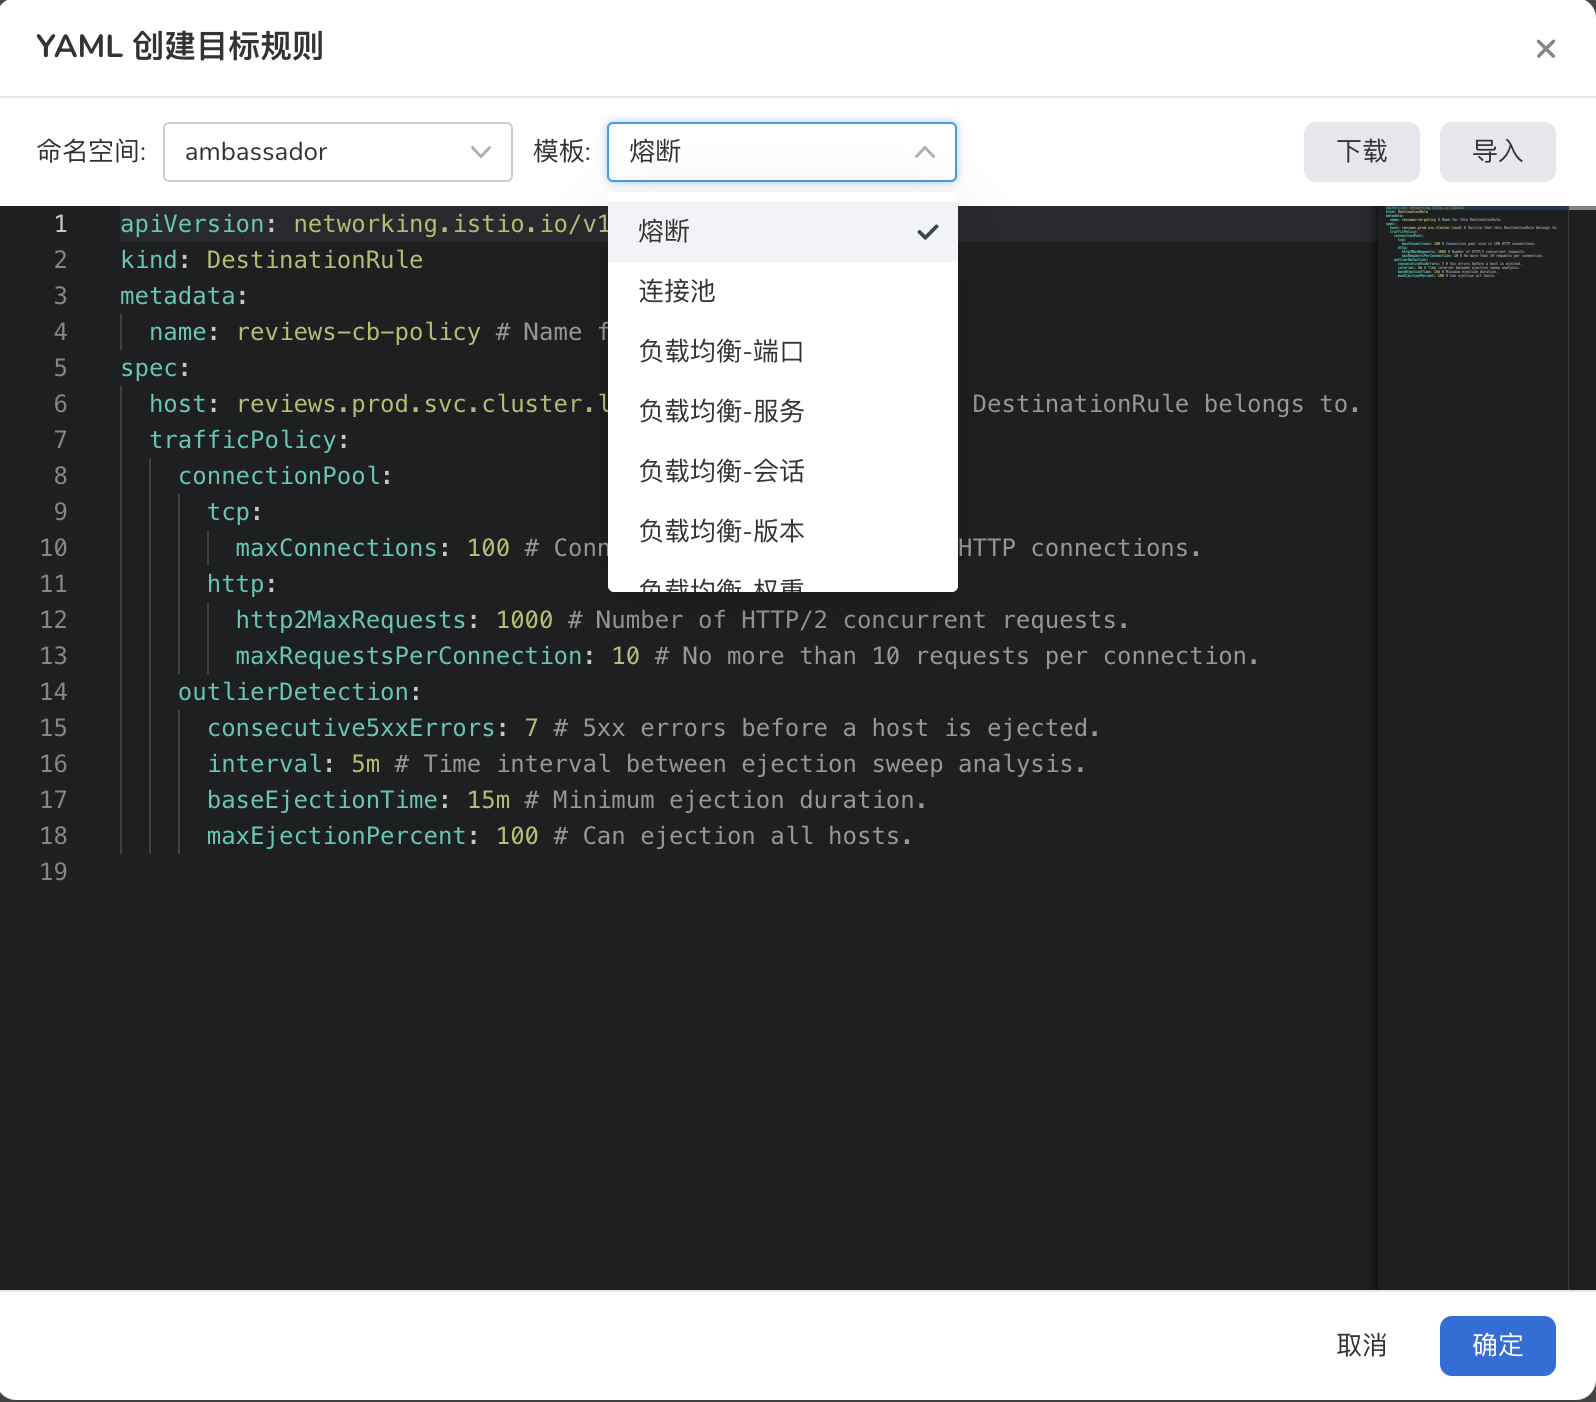 YAML 创建目标规则
命名空间: ambassador 模板: 熔断 下载 导入
熔断
连接池
负载均衡-端口
负载均衡-服务
负载均衡-会话
负载均衡-版本
负载均衡-权重
1 apiVersion: networking.istio.io/v1
2 kind: DestinationRule
3 metadata:
4 name: reviews-cb-policy # Name f
5 spec:
6 host: reviews.prod.svc.cluster.l DestinationRule belongs to.
7 trafficPolicy:
8 connectionPool:
9 tcp:
10 maxConnections: 100 # Conn HTTP connections.
11 http:
12 http2MaxRequests: 1000 # Number of HTTP/2 concurrent requests.
13 maxRequestsPerConnection: 10 # No more than 10 requests per connection.
14 outlierDetection:
15 consecutive5xxErrors: 7 # 5xx errors before a host is ejected.
16 interval: 5m # Time interval between ejection sweep analysis.
17 baseEjectionTime: 15m # Minimum ejection duration.
18 maxEjectionPercent: 100 # Can ejection all hosts.
19
取消 确定